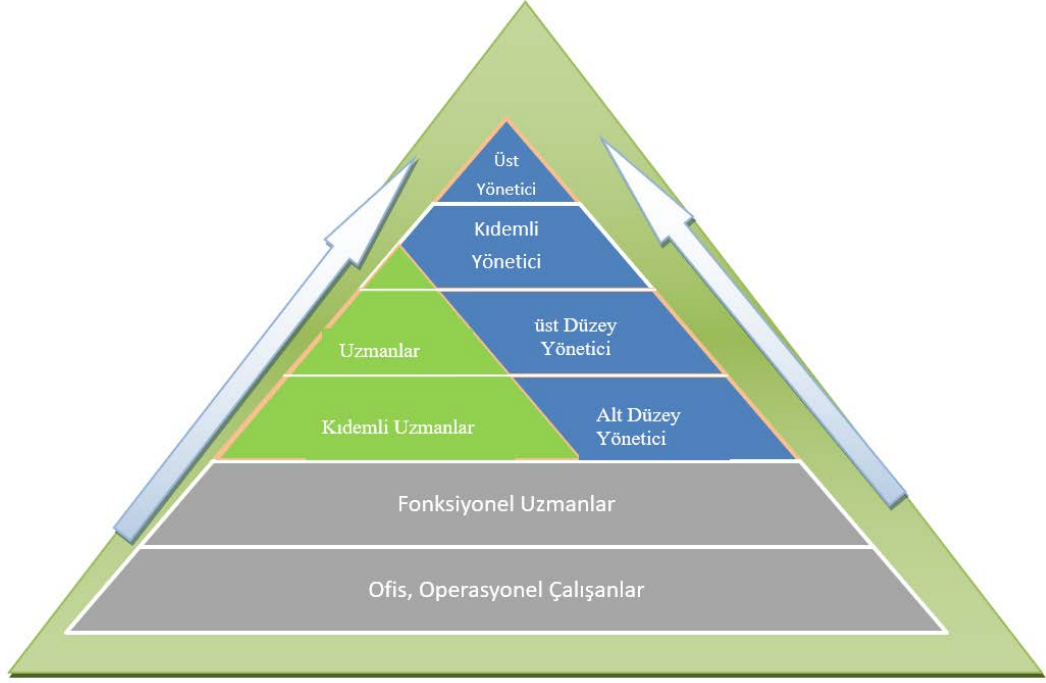 Üst
Yönetici
Kıdemli
Yönetici
Uzmanlar
üst Düzey
Yönetici
Kıdemli Uzmanlar
Alt Düzey
Yönetici
Fonksiyonel Uzmanlar
Ofis, Operasyonel Çalışanlar